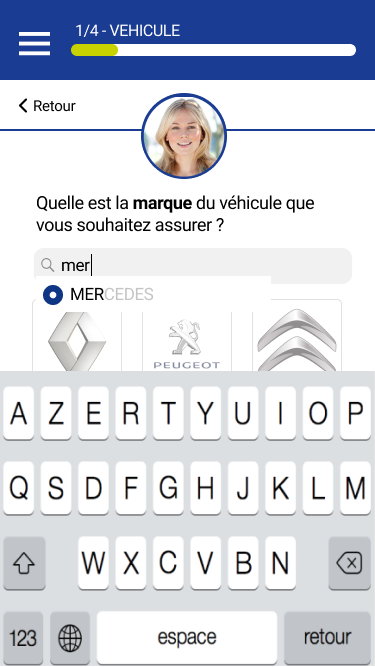 1/4 - VEHICULE
Retour
Quelle est la marque du véhicule que
vous souhaitez assurer ?
mer
MERCEDES
PEUGEOT
A Z E R T Y U I O P
Q S D F G H J K L M
W X C V B N
123 espace retour